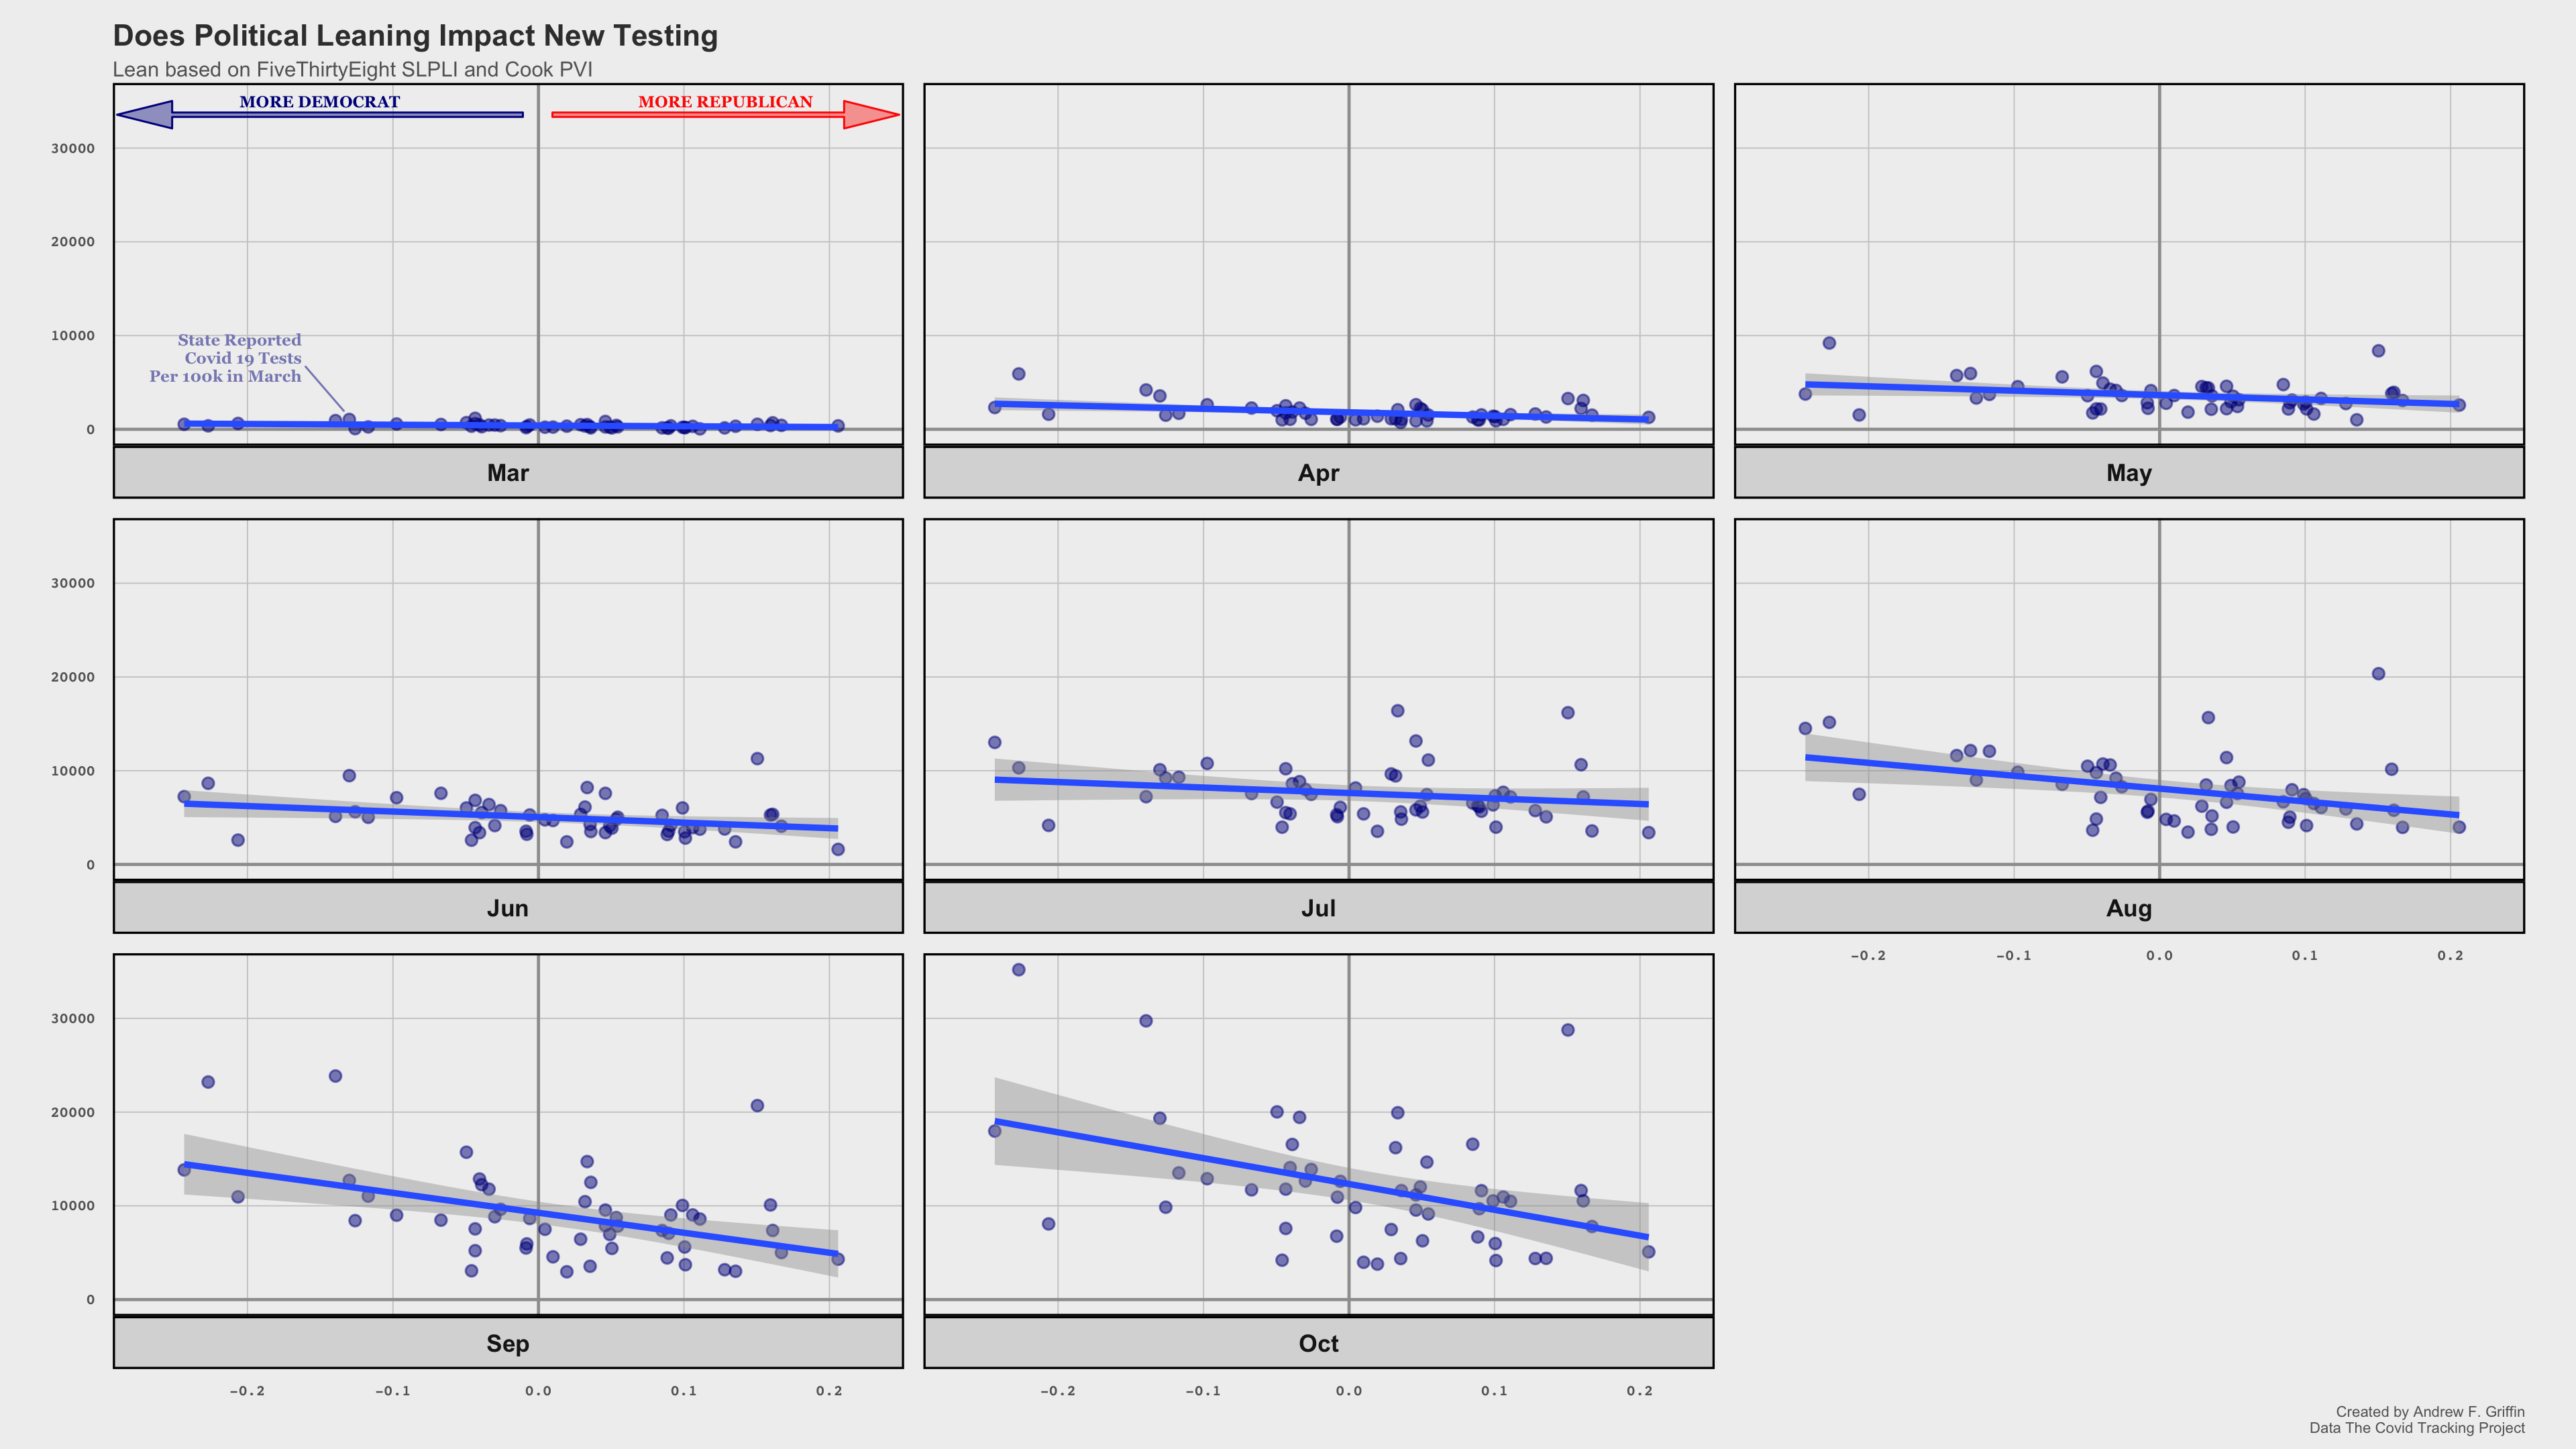 Does Political Leaning Impact New Testing
Lean based on FiveThirtyEight SLPLI and Cook PVI
MORE DEMOCRAT
MORE REPUBLICAN
30000
20000
10000
0
State Reported
Covid 19 Tests
Per 100k in March
Mar
Apr
May
30000
20000
10000
0
Jun
Jul
Aug
-0.2
-0.1
0.0
0.1
0.2
30000
20000
10000
0
Sep
Oct
-0.2
-0.1
0.0
0.1
0.2
-0.2
-0.1
0.0
0.1
0.2
Created by Andrew F. Griffin
Data The Covid Tracking Project